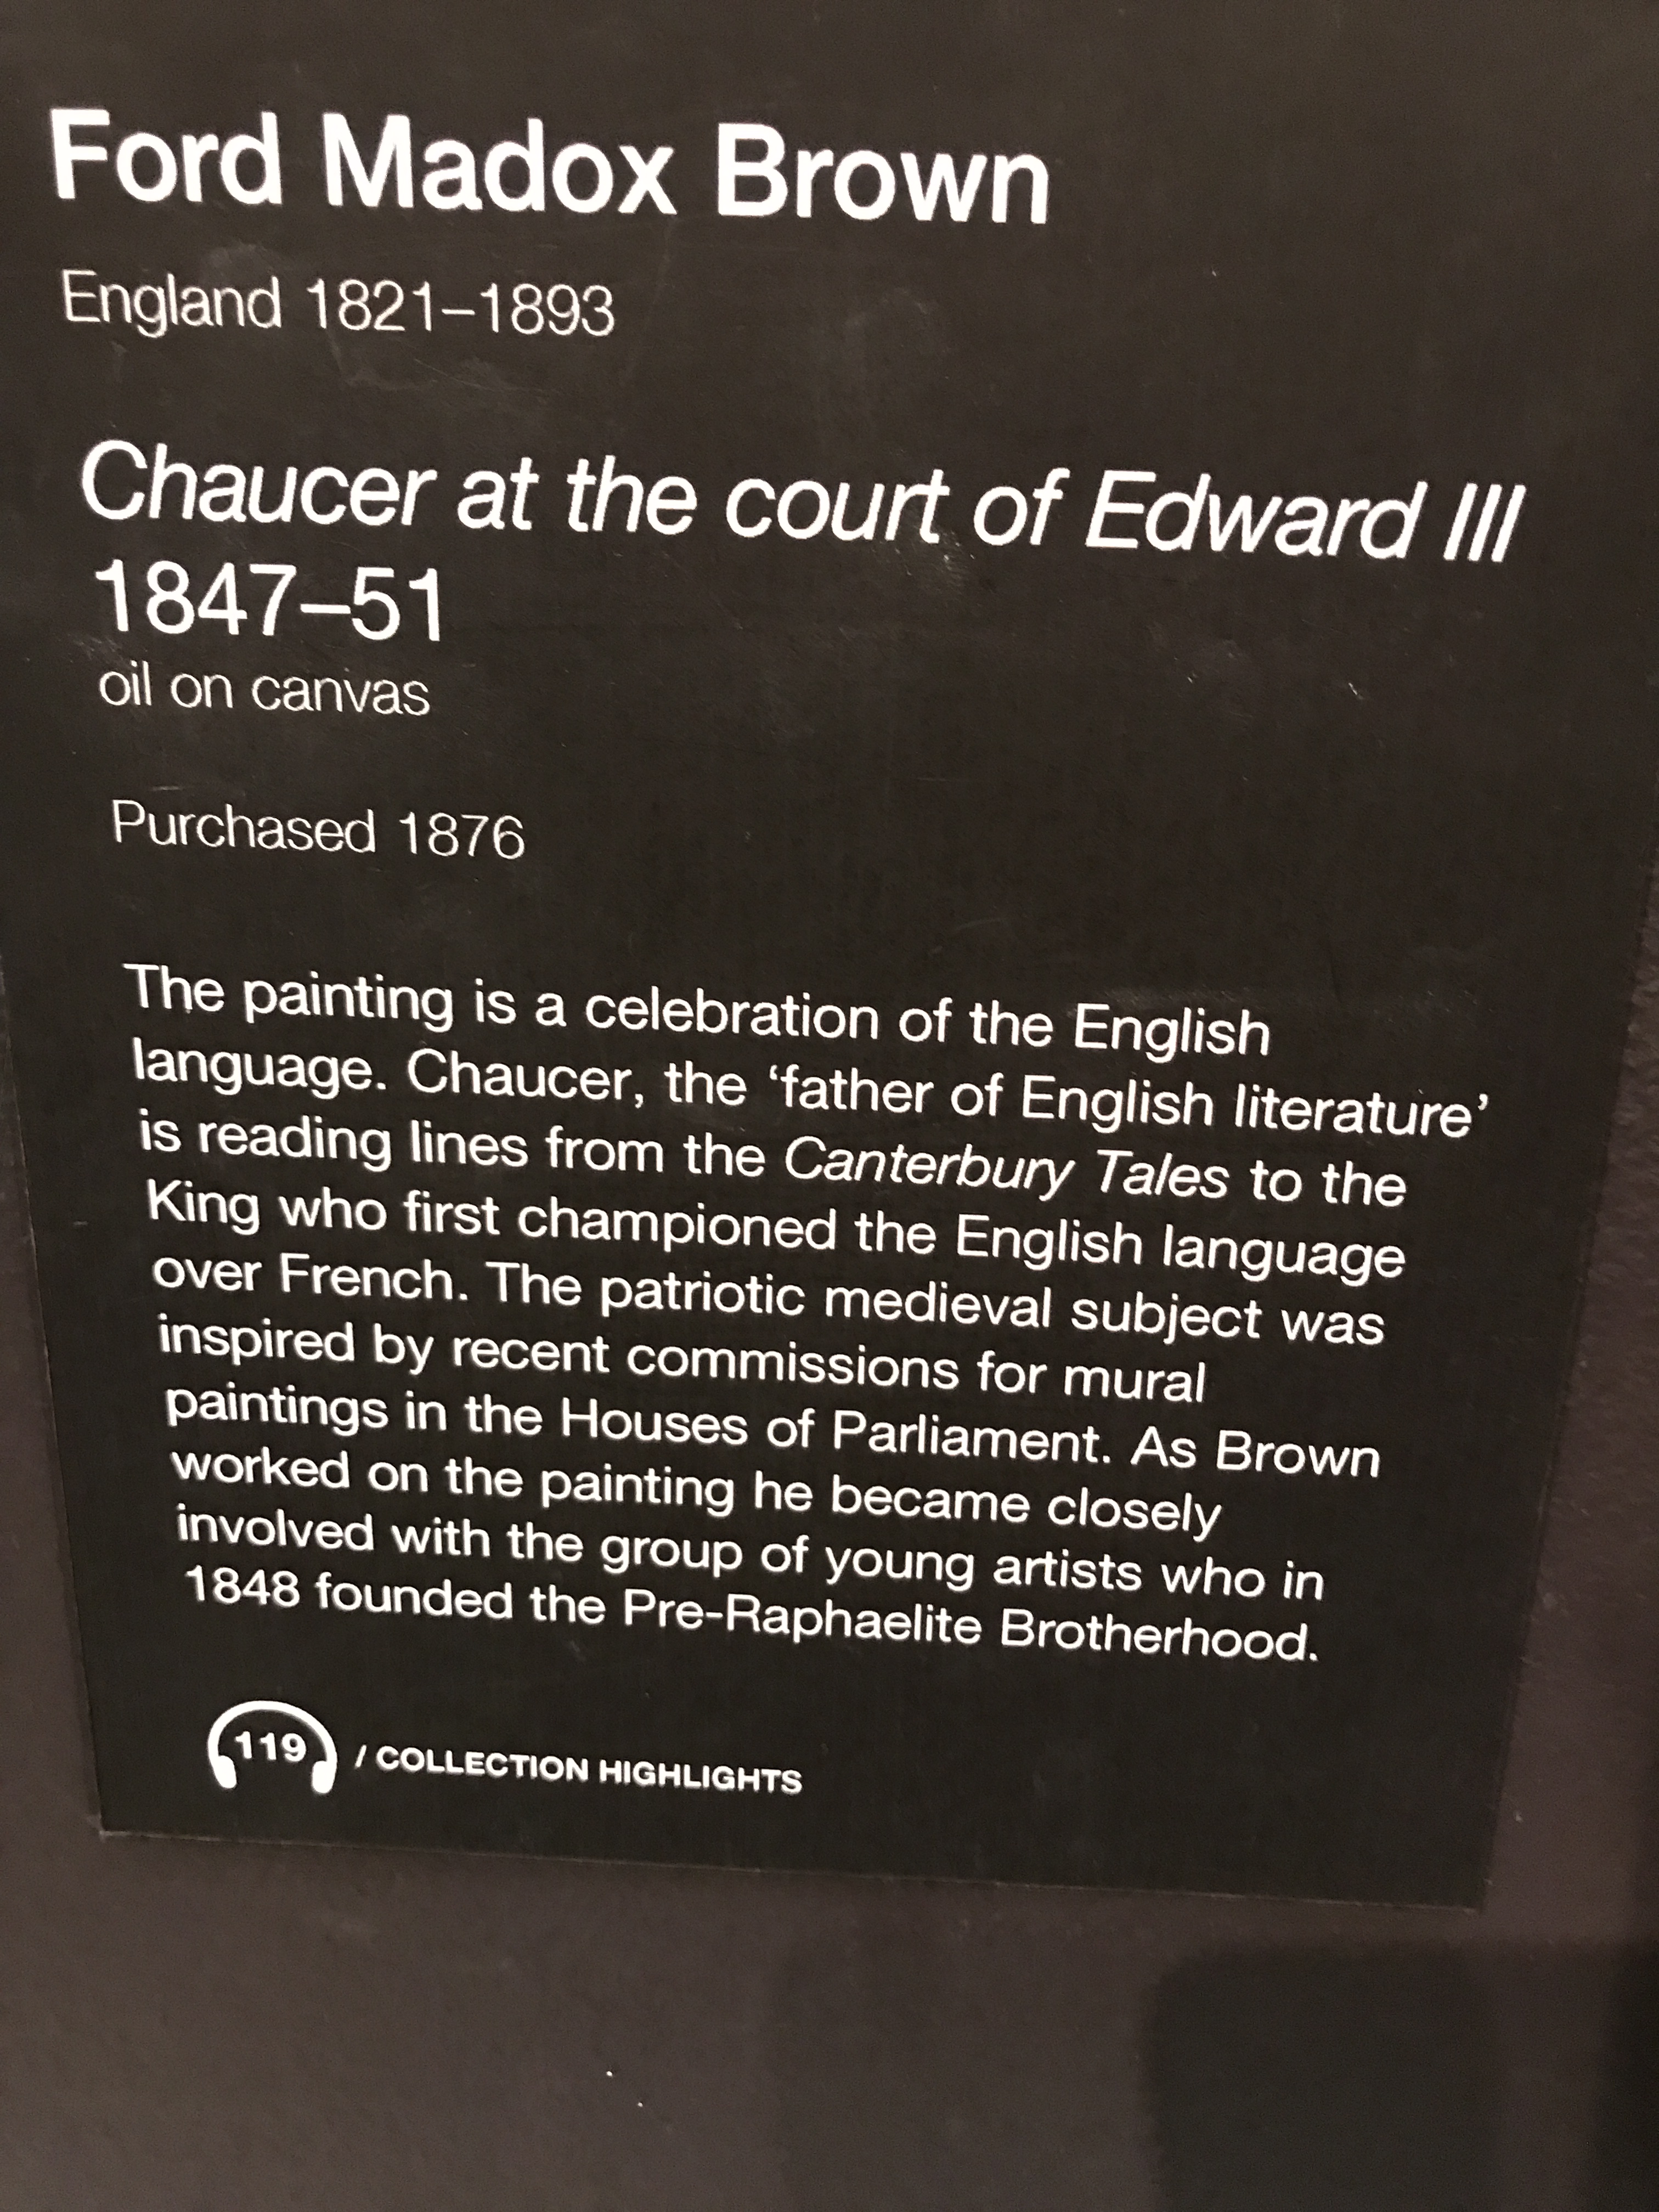 Ford Madox Brown
England 1821–1893
Chaucer at the court of Edward III
1847–51
oil on canvas
Purchased 1876
The painting is a celebration of the English
language. Chaucer, the ‘father of English literature’
is reading lines from the Canterbury Tales to the
King who first championed the English language
over French. The patriotic medieval subject was
inspired by recent commissions for mural
paintings in the Houses of Parliament. As Brown
worked on the painting he became closely
involved with the group of young artists who in
1848 founded the Pre-Raphaelite Brotherhood.
119 / COLLECTION HIGHLIGHTS